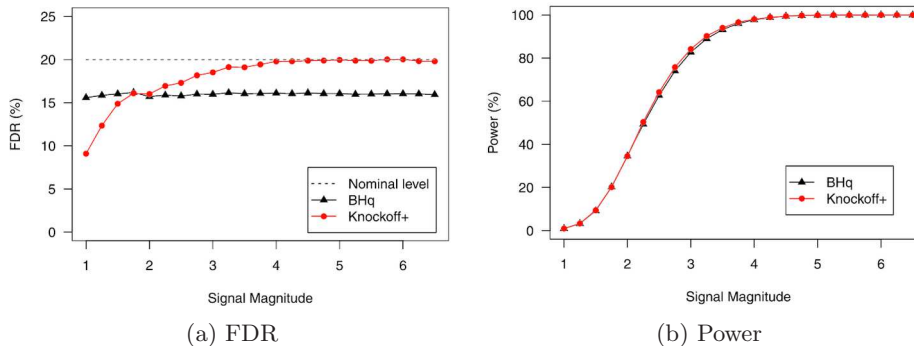 FDR (%)
25
20
15
10
5
0
Nominal level
BHq
Knockoff+
1 2 3 4 5 6
Signal Magnitude
(a) FDR
Power (%)
100
80
60
40
20
0
BHq
Knockoff+
1 2 3 4 5 6
Signal Magnitude
(b) Power